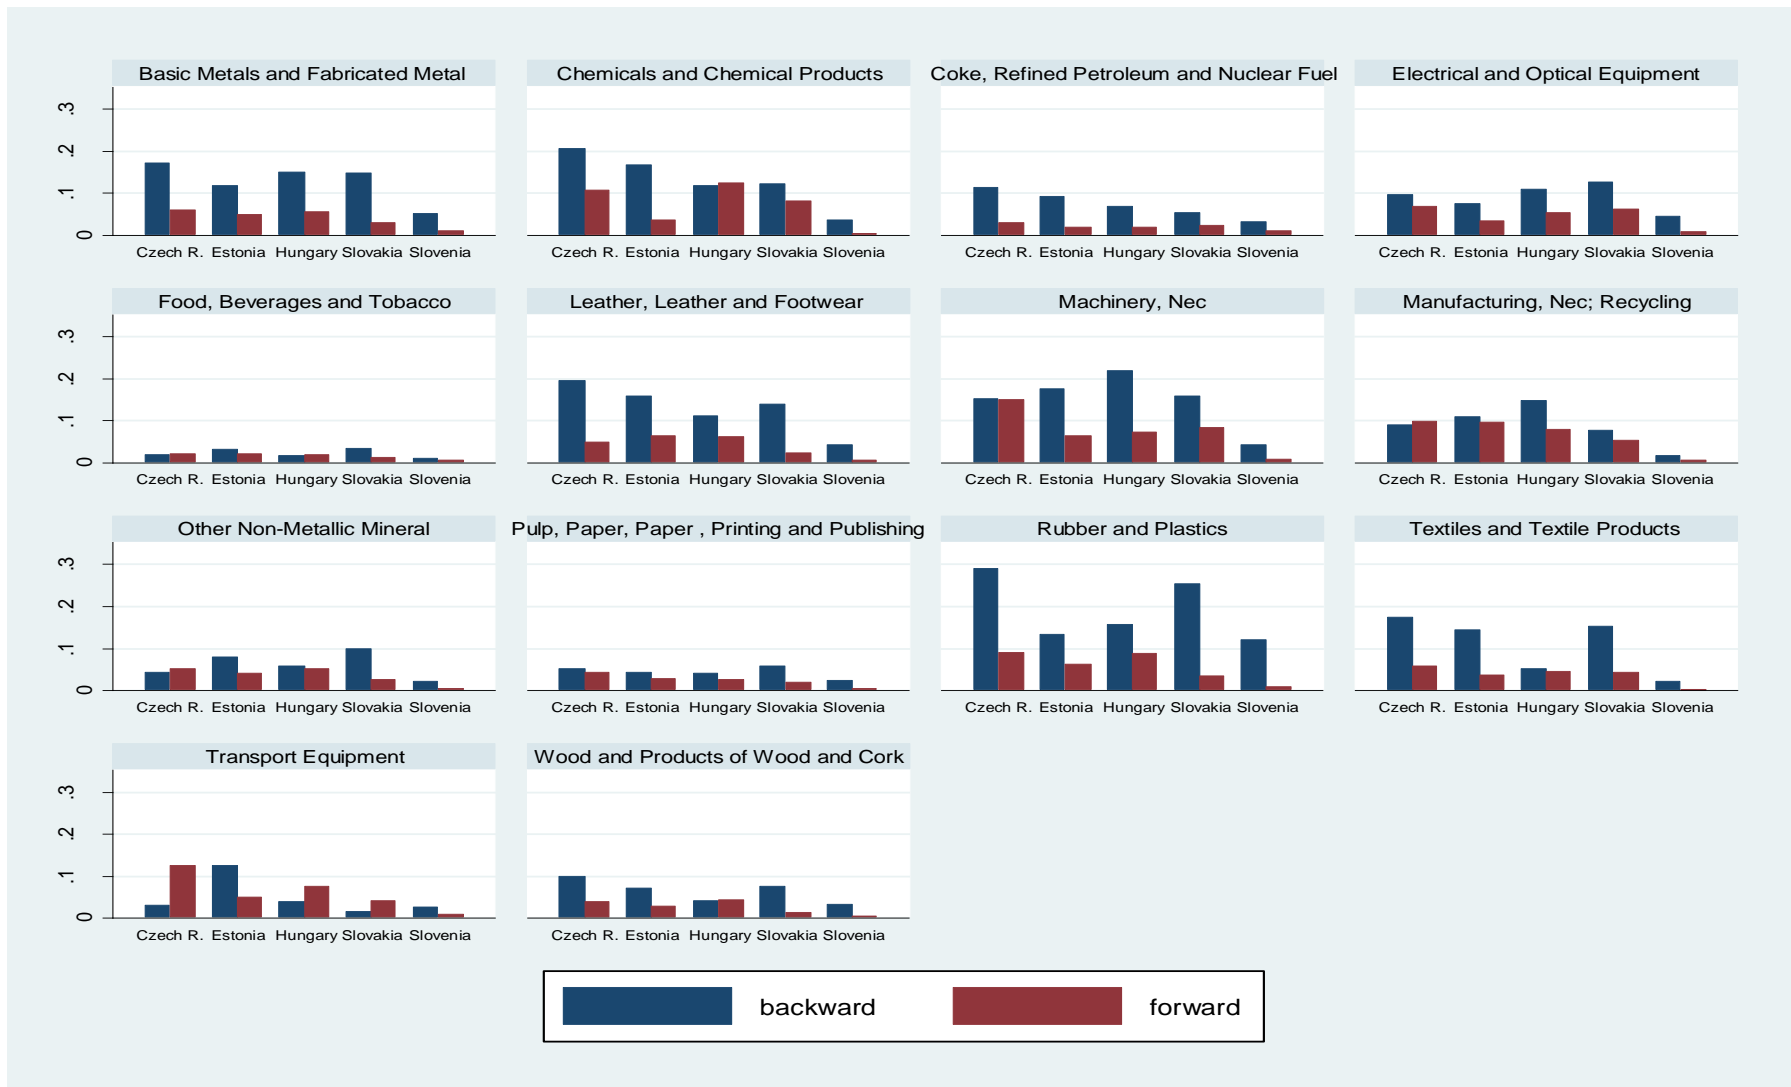 Basic Metals and Fabricated Metal
Chemicals and Chemical Products
Coke, Refined Petroleum and Nuclear Fuel
Electrical and Optical Equipment
.3
.2
.1
0
Czech R. Estonia Hungary Slovakia Slovenia
Czech R. Estonia Hungary Slovakia Slovenia
Czech R. Estonia Hungary Slovakia Slovenia
Czech R. Estonia Hungary Slovakia Slovenia
Food, Beverages and Tobacco
Leather, Leather and Footwear
Machinery, Nec
Manufacturing, Nec; Recycling
.3
.2
.1
0
Czech R. Estonia Hungary Slovakia Slovenia
Czech R. Estonia Hungary Slovakia Slovenia
Czech R. Estonia Hungary Slovakia Slovenia
Czech R. Estonia Hungary Slovakia Slovenia
Other Non-Metallic Mineral
Pulp, Paper, Paper , Printing and Publishing
Rubber and Plastics
Textiles and Textile Products
.3
.2
.1
0
Czech R. Estonia Hungary Slovakia Slovenia
Czech R. Estonia Hungary Slovakia Slovenia
Czech R. Estonia Hungary Slovakia Slovenia
Czech R. Estonia Hungary Slovakia Slovenia
Transport Equipment
Wood and Products of Wood and Cork
.3
.2
.1
0
Czech R. Estonia Hungary Slovakia Slovenia
Czech R. Estonia Hungary Slovakia Slovenia
backward
forward